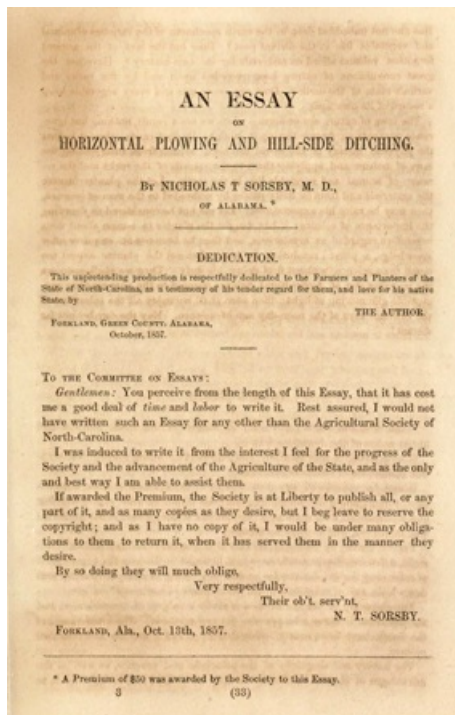 AN ESSAY
ON
HORIZONTAL PLOWING AND HILL-SIDE DITCHING.
BY NICHOLAS T SORSBY, M. D.,
OF ALABAMA. *
DEDICATION.
This unpretending production is respectfully dedicated to the Farmers and Planters of the
State of North-Carolina, as a testimony of his tender regard for them, and love for his native
State, by
THE AUTHOR.
FORKLAND, GREEN COUNTY, ALABAMA,
October, 1857.
TO THE COMMITTEE ON ESSAYS:
Gentlemen: You perceive from the length of this Essay, that it has cost
me a good deal of time and labor to write it. Rest assured, I would not
have written such an Essay for any other than the Agricultural Society of
North-Carolina.
I was induced to write it from the interest I feel for the progress of the
Society and the advancement of the Agriculture of the State, and as the only
and best way I am able to assist them.
If awarded the Premium, the Society is at Liberty to publish all, or any
part of it, and as many copies as they desire, but I beg leave to reserve the
copyright; and as I have no copy of it, I would be under many obliga-
tions to them to return it, when it has served them in the manner they
desire.
By so doing they will much oblige,
Very respectfully,
Their ob't. serv'nt,
N. T. SORSBY.
FORKLAND, Ala., Oct. 13th, 1857.
* A Premium of $50 was awarded by the Society to this Essay.
3 (33)